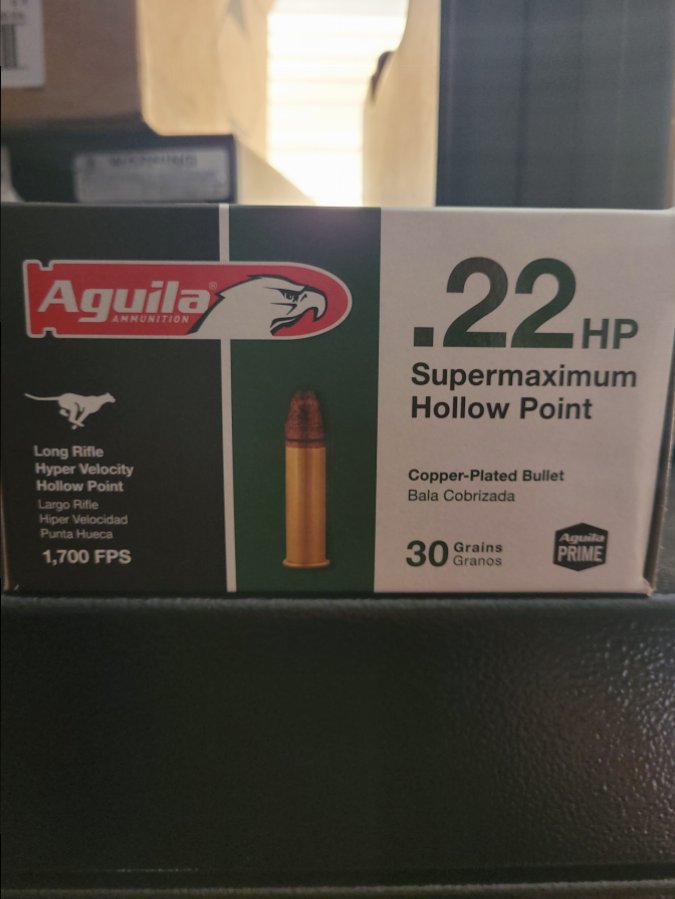 WARNING
Aguila®
AMMUNITION
Long Rifle
Hyper Velocity
Hollow Point
Largo Rifle
Hiper Velocidad
Punta Hueca
1,700 FPS
.22 HP
Supermaximum
Hollow Point
Copper-Plated Bullet
Bala Cobrizada
30 Grains
Granos
Aguila
PRIME